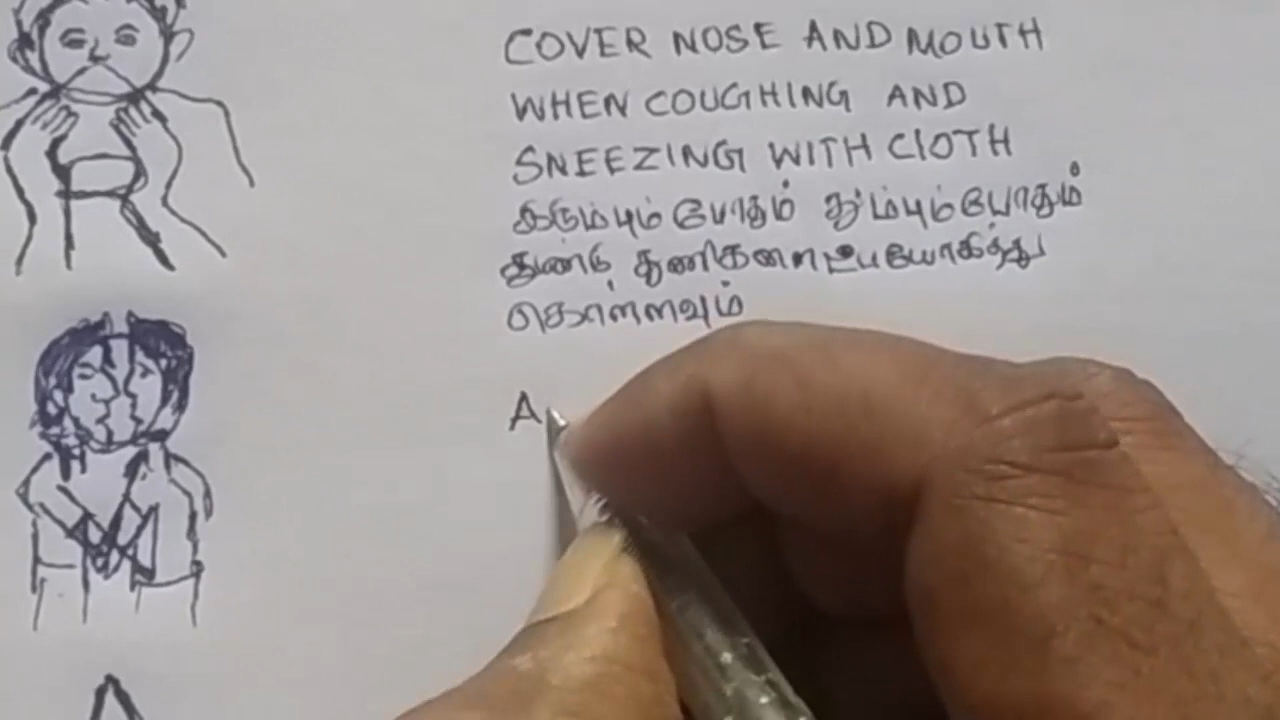 COVER NOSE AND MOUTH
WHEN COUGHING AND
SNEEZING WITH ClOTH
இருமும்போதும் தும்மும்போதும்
துண்டு துணிகளை உபயோகித்து
கொள்ளவும்
A